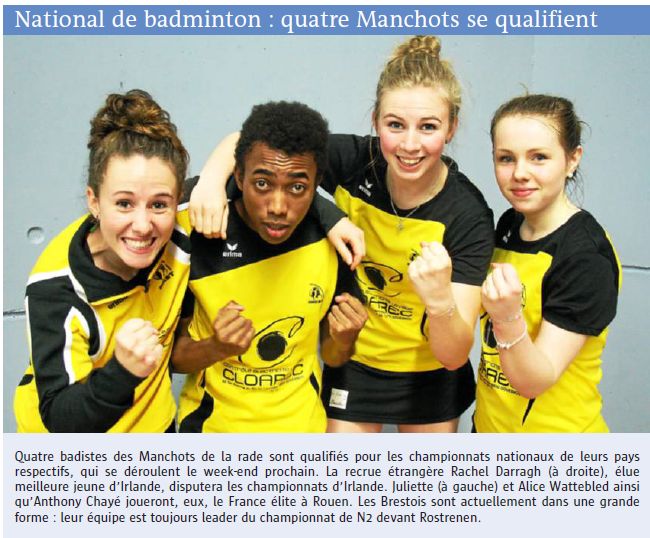 National de badminton : quatre Manchots se qualifient
erima
erima
CLOAREC
CLOAREC
Quatre badistes des Manchots de la rade sont qualifiés pour les championnats nationaux de leurs pays
respectifs, qui se déroulent le week-end prochain. La recrue étrangère Rachel Darragh (à droite), élue
meilleure jeune d'Irlande, disputera les championnats d'Irlande. Juliette (à gauche) et Alice Wattebled ainsi
qu'Anthony Chayé joueront, eux, le France élite à Rouen. Les Brestois sont actuellement dans une grande
forme : leur équipe est toujours leader du championnat de N2 devant Rostrenen.